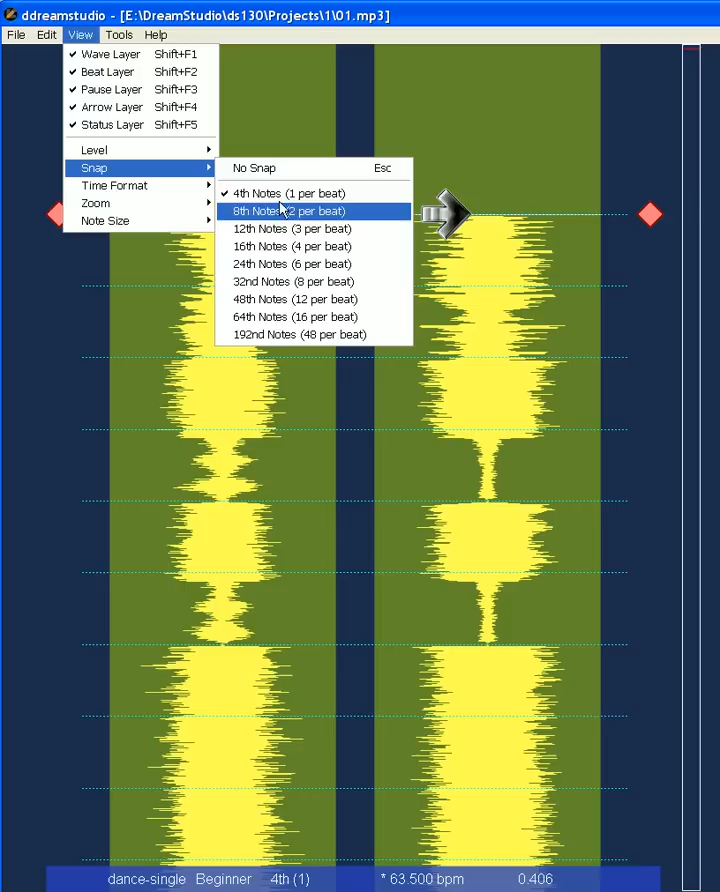 ddreamstudio - [E:\DreamStudio\ds130\Projects\1\01.mp3]
File Edit View Tools Help
Wave Layer Shift+F1
Beat Layer Shift+F2
Pause Layer Shift+F3
Arrow Layer Shift+F4
Status Layer Shift+F5
Level
Snap
Time Format
Zoom
Note Size
No Snap Esc
4th Notes (1 per beat)
8th Notes (2 per beat)
12th Notes (3 per beat)
16th Notes (4 per beat)
24th Notes (6 per beat)
32nd Notes (8 per beat)
48th Notes (12 per beat)
64th Notes (16 per beat)
192nd Notes (48 per beat)
dance-single Beginner 4th (1) * 63.500 bpm 0.406